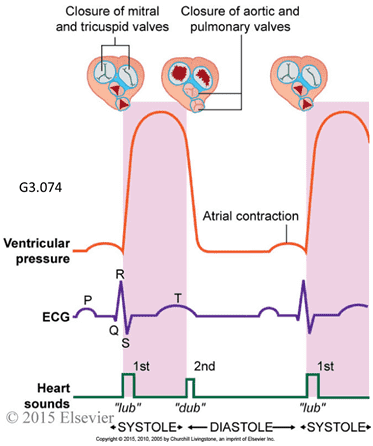 Closure of mitral
and tricuspid valves
Closure of aortic and
pulmonary valves
G3.074
Atrial contraction
Ventricular
pressure
R
P
T
ECG
Q
S
1st
2nd
1st
Heart
sounds
"lub"
"dub"
"lub"
© 2015 Elsevier
SYSTOLE
DIASTOLE
SYSTOLE
Copyright © 2015, 2010, 2005 by Churchill Livingstone, an imprint of Elsevier Inc.